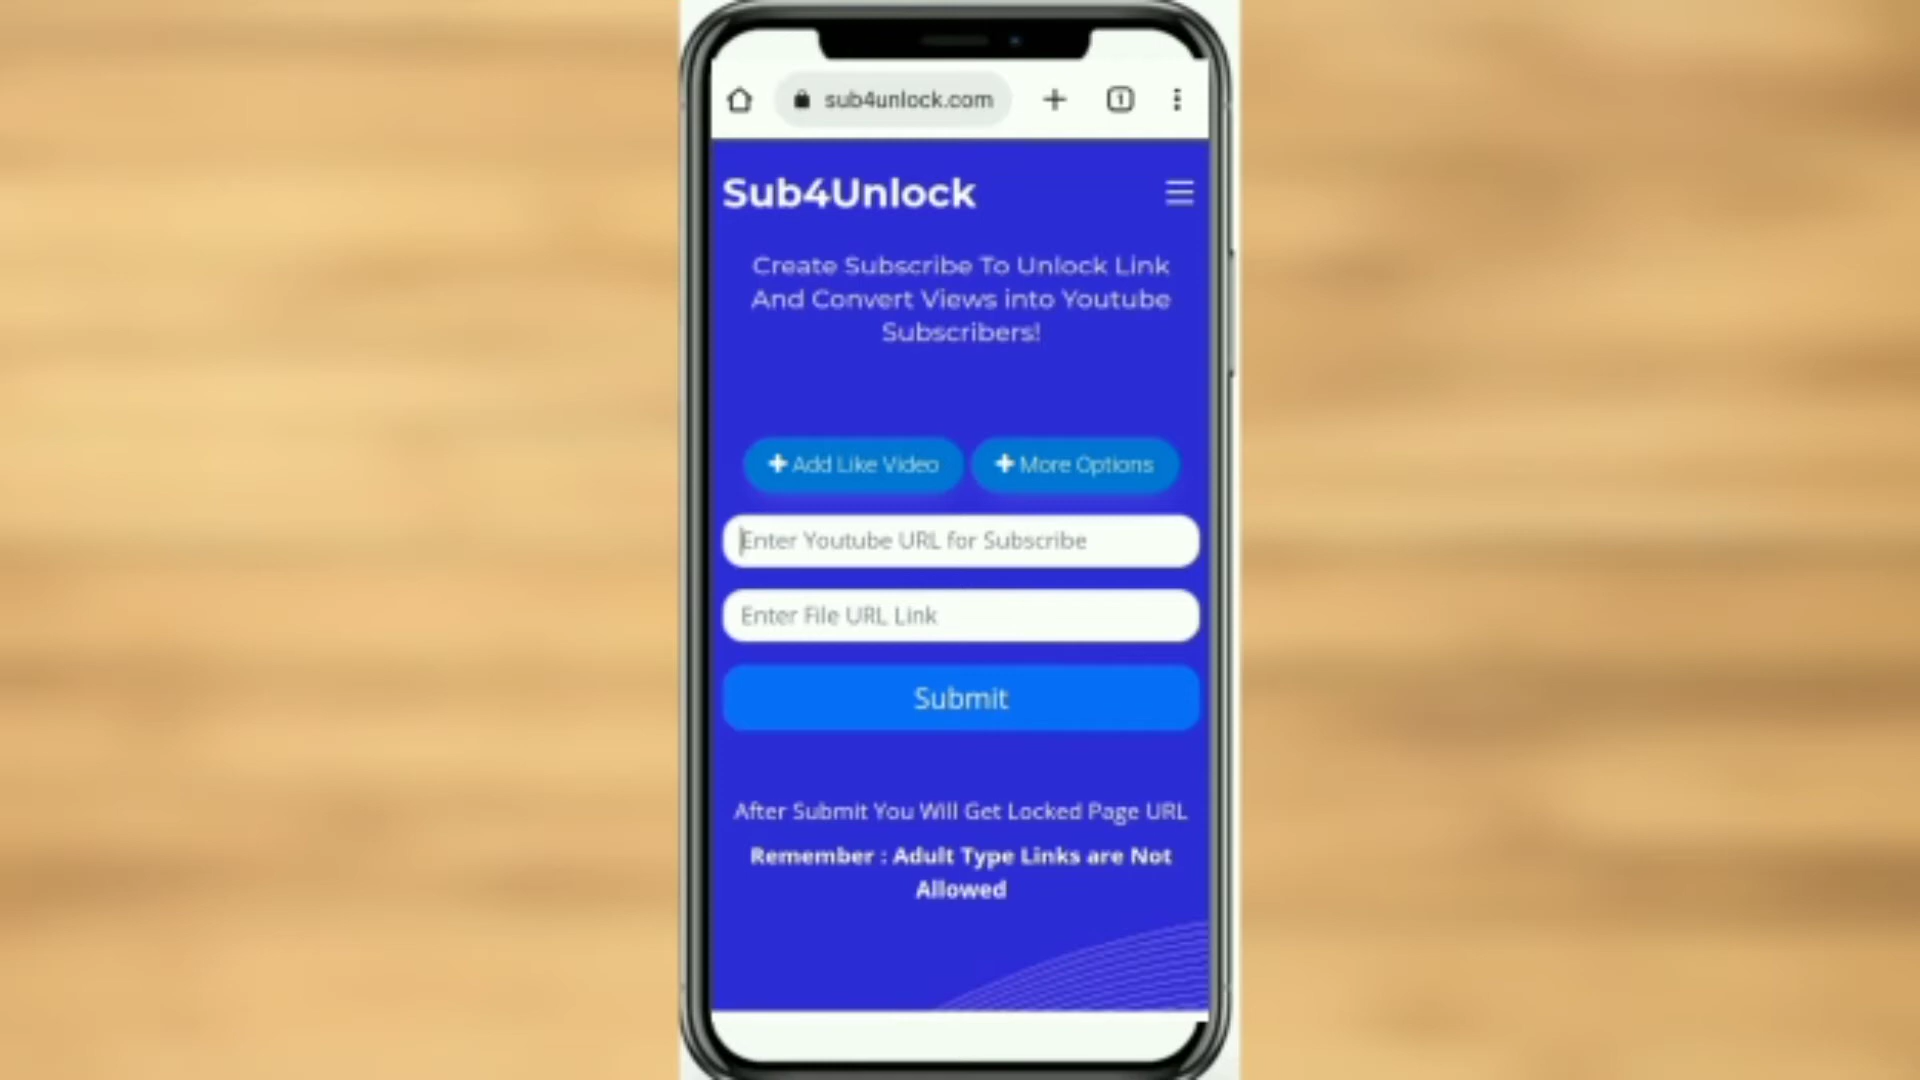 sub4unlock.com
1
Sub4Unlock
Create Subscribe To Unlock Link
And Convert Views into Youtube
Subscribers!
Add Like Video
More Options
Enter Youtube URL for Subscribe
Enter File URL Link
Submit
After Submit You Will Get Locked Page URL
Remember : Adult Type Links are Not
Allowed